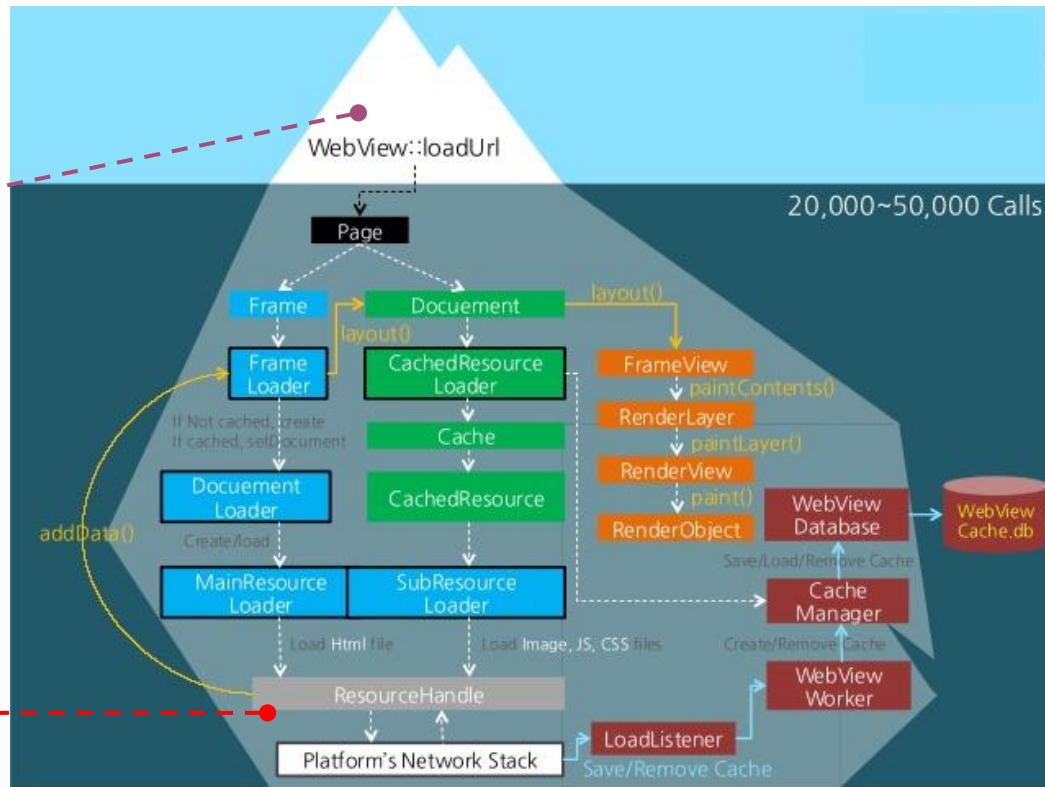 WebView::loadUrl
20,000~50,000 Calls
Page
Frame
Docuement
layout()
layout()
Frame
Loader
CachedResource
Loader
FrameView
paintContents()
If Not cached, create
If cached, setDocument
RenderLayer
Cache
paintLayer()
RenderView
Docuement
Loader
CachedResource
paint()
RenderObject
WebView
Database
WebView
Cache.db
addData()
Create/load
Save/Load/Remove Cache
MainResource
Loader
SubResource
Loader
Cache
Manager
Load Html file
Load Image, JS, CSS files
Create/Remove Cache
WebView
Worker
ResourceHandle
LoadListener
Platform's Network Stack
Save/Remove Cache